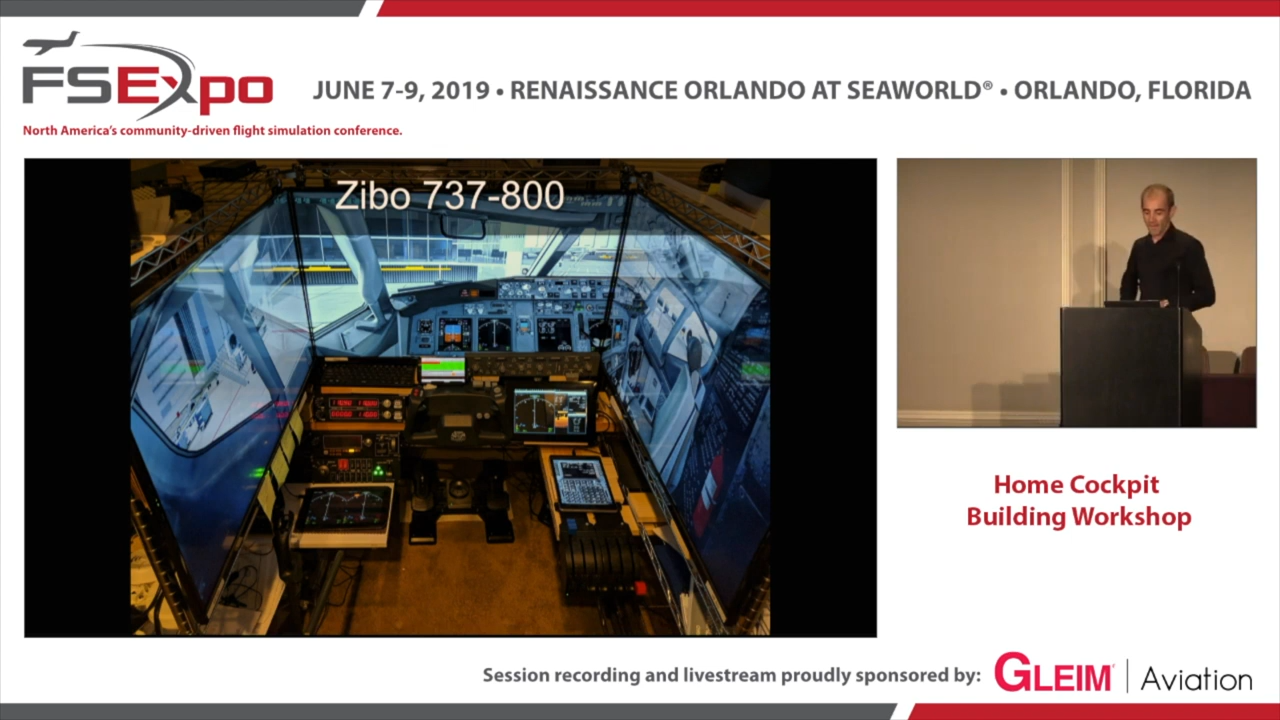 FSExpo
JUNE 7-9, 2019 • RENAISSANCE ORLANDO AT SEAWORLD® • ORLANDO, FLORIDA
North America's community-driven flight simulation conference.
Zibo 737-800
Home Cockpit
Building Workshop
Session recording and livestream proudly sponsored by:
GLEIM | Aviation